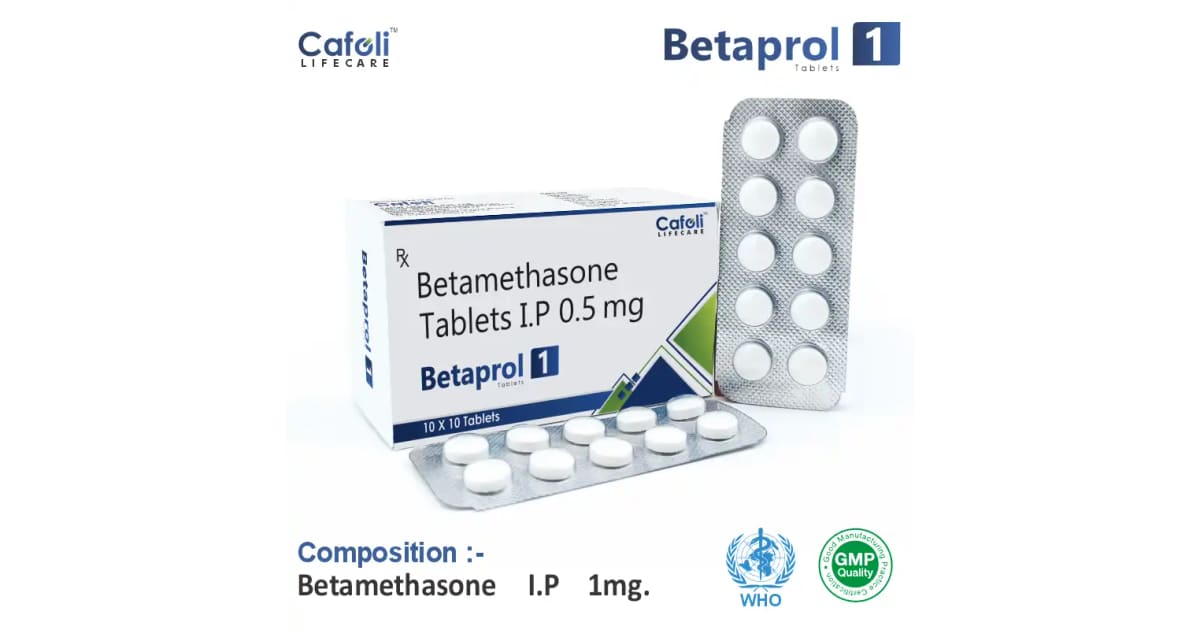 Cafoli™
LIFECARE
Betaprol 1
Tablets
Cafoli
Cafoli™
LIFECARE
Rx
Betamethasone
Tablets I.P 0.5 mg
Betaprol 1
Tablets
10 X 10 Tablets
Betaprol 1
Composition :-
Betamethasone I.P 1mg.
WHO
Good Manufacturing
GMP
Quality
Practice Certification